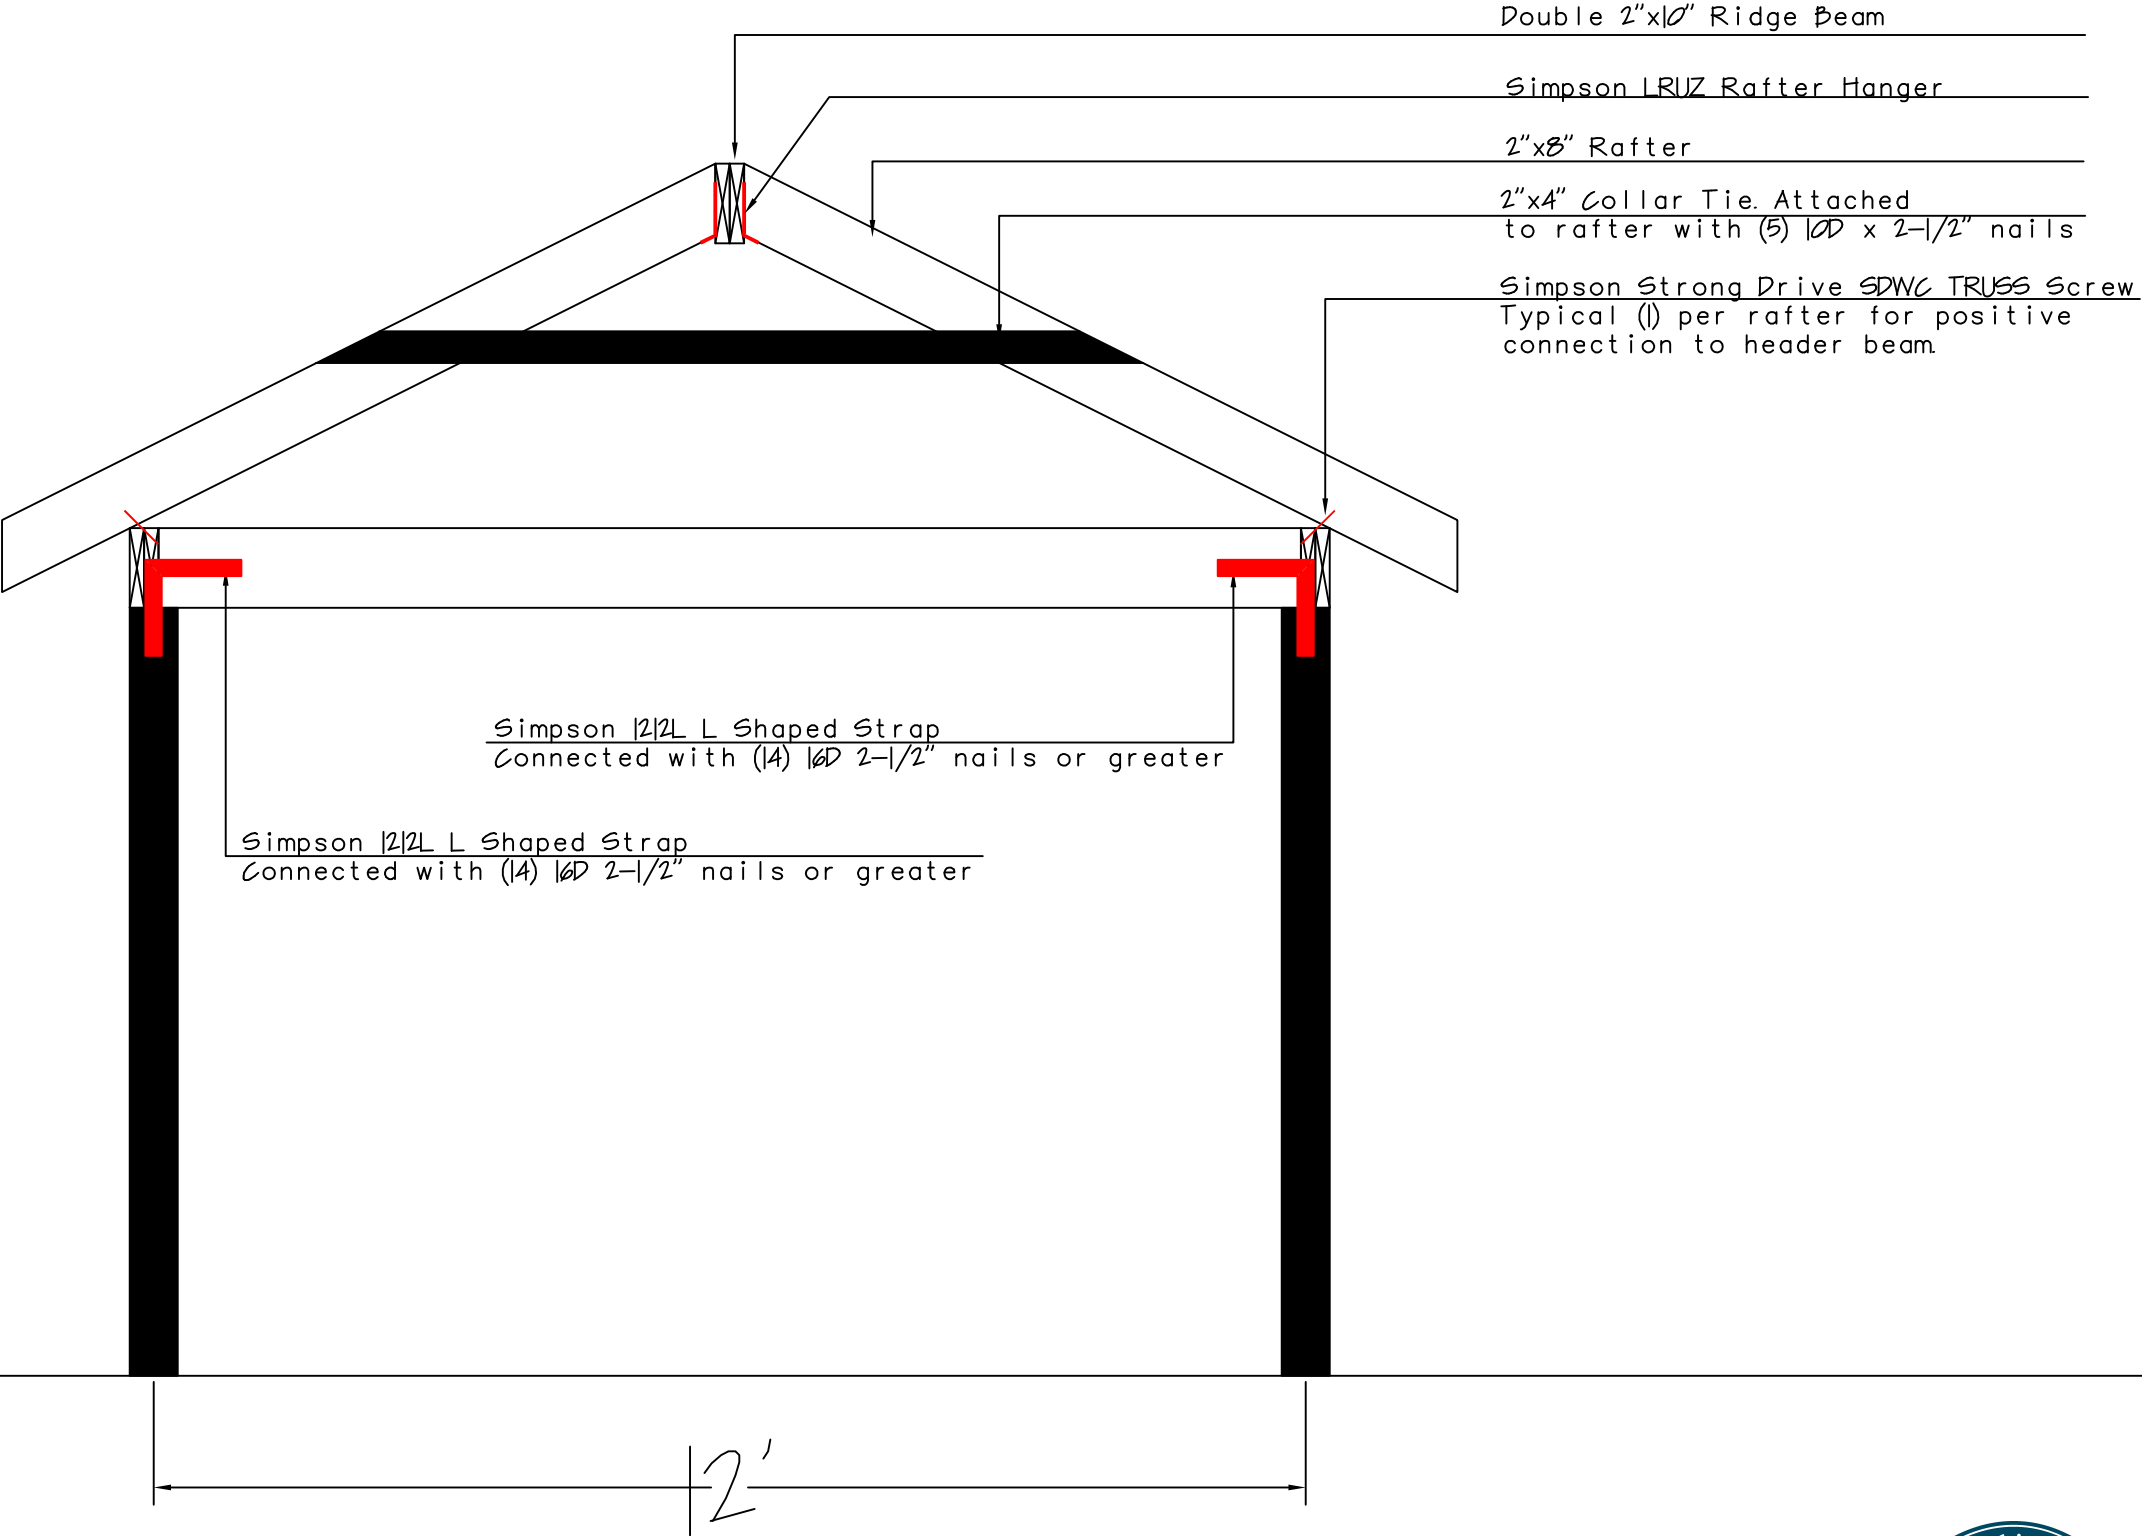 Double 2"x10" Ridge Beam
Simpson LRUZ Rafter Hanger
2"x8" Rafter
2"x4" Collar Tie. Attached
to rafter with (5) 10D x 2-1/2" nails
Simpson Strong Drive SDWC TRUSS Screw
Typical (1) per rafter for positive
connection to header beam.
Simpson 1212L L Shaped Strap
Connected with (14) 16D 2-1/2" nails or greater
Simpson 1212L L Shaped Strap
Connected with (14) 16D 2-1/2" nails or greater
12'